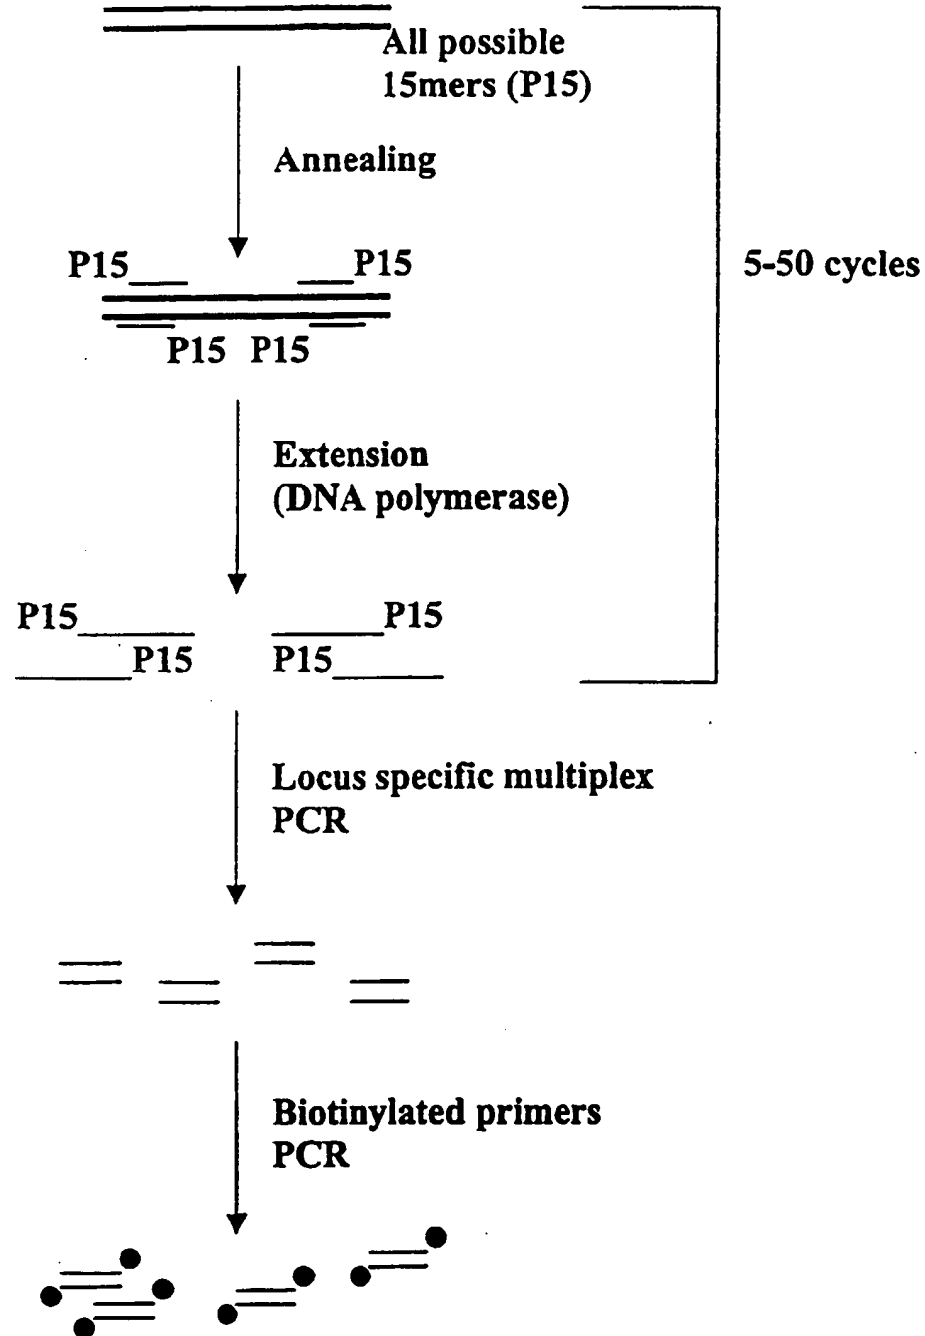 All possible
15mers (P15)
Annealing
P15 P15
5-50 cycles
P15 P15
Extension
(DNA polymerase)
P15 P15
P15 P15
Locus specific multiplex
PCR
Biotinylated primers
PCR